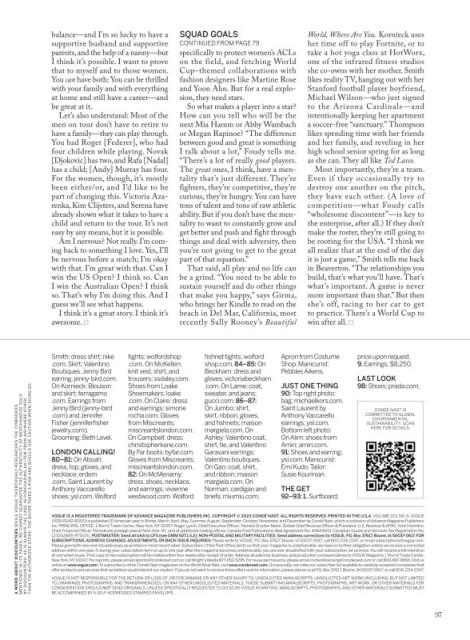 balance—and I'm so lucky to have a
supportive husband and supportive
parents, and the help of a nanny—but
I think it's possible. I want to prove
that to myself and to those women.
You can have both: You can be thrilled
with your family and with everything
at home and still have a career—and
be great at it.
Let's also understand: Most of the
men on tour don't have to retire to
have a family—they can play through.
You had Roger [Federer], who had
four children while playing. Novak
[Djokovic] has two, and Rafa [Nadal]
has a child; [Andy] Murray has four.
For the women, though, it's mostly
been either/or, and I'd like to be
part of changing this. Victoria Aza-
renka, Kim Clijsters, and Serena have
already shown what it takes to have a
child and return to the tour. It's not
easy by any means, but it is possible.
Am I nervous? Not really. I'm com-
ing back to something I love. Yes, I'll
be nervous before a match; I'm okay
with that. I'm great with that. Can I
win the US Open? I think so. Can
I win the Australian Open? I think
so. That's why I'm doing this. And I
guess we'll see what happens.
I think it's a great story. I think it's
awesome. □
SQUAD GOALS
CONTINUED FROM PAGE 79
specifically to protect women's ACLs
on the field, and fetching World
Cup–themed collaborations with
fashion designers like Martine Rose
and Yoon Ahn. But for a real explo-
sion, they need stars.
So what makes a player into a star?
How can you tell who will be the
next Mia Hamm or Abby Wambach
or Megan Rapinoe? "The difference
between good and great is something
I talk about a lot," Foudy tells me.
"There's a lot of really good players.
The great ones, I think, have a men-
tality that's just different. They're
fighters, they're competitive, they're
curious, they're hungry. You can have
tons of talent and tons of raw athletic
ability. But if you don't have the men-
tality to want to constantly grow and
get better and push and fight through
things and deal with adversity, then
you're not going to get to the great
part of that equation."
That said, all play and no life can
be a grind. "You need to be able to
sustain yourself and do other things
that make you happy," says Girma,
who brings her Kindle to read on the
beach in Del Mar, California, most
recently Sally Rooney's Beautiful
World, Where Are You. Kornieck uses
her time off to play Fortnite, or to
take a hot yoga class at HotWorx,
one of the infrared fitness studios
she co-owns with her mother. Smith
likes reality TV, hanging out with her
Stanford football player boyfriend,
Michael Wilson—who just signed
to the Arizona Cardinals—and
intentionally keeping her apartment
a soccer-free "sanctuary." Thompson
likes spending time with her friends
and her family, and reveling in her
high school senior spring for as long
as she can. They all like Ted Lasso.
Most importantly, they're a team.
Even if they occasionally try to
destroy one another on the pitch,
they have each other. (A love of
competition—what Foudy calls
"wholesome discontent"—is key to
the enterprise, after all.) If they don't
make the roster, they're still going to
be rooting for the USA. "I think we
all realize that at the end of the day
it is just a game," Smith tells me back
in Beaverton. "The relationships you
build, that's what you'll have. That's
what's important. A game is never
more important than that." But then
she's off, racing to her car to get
to practice. There's a World Cup to
win after all. □
Smith: dress; shirt; nike
.com. Skirt; Valentino
Boutiques. Jenny Bird
earring; jenny-bird.com.
On Kornieck: Blouson
and skirt; ferragamo
.com. Earrings from
Jenny Bird (jenny-bird
.com) and Jennifer
Fisher (jenniferfisher
jewelry.com).
Grooming: Beth Level.
LONDON CALLING!
80–81: On Aboah:
dress, top, gloves, and
necklace; erdem
.com. Saint Laurent by
Anthony Vaccarello
shoes; ysl.com. Wolford
tights; wolfordshop
.com. On McKellen:
knit vest, shirt, and
trousers; ssdaley.com.
Shoes from Loake
Shoemakers; loake
.com. On Claire: dress
and earrings; simone
rocha.com. Gloves
from Miscreants;
miscreantslondon.com.
On Campbell: dress;
christopherkane.com.
By Far boots; byfar.com.
Gloves from Miscreants;
miscreantslondon.com.
82: On McMenamy:
dress, shoes, necklace,
and earrings; vivienne
westwood.com. Wolford
fishnet tights; wolford
shop.com. 84–85: On
Beckham: dress and
gloves; victoriabeckham
.com. On Lame: coat,
sweater, and jeans;
gucci.com. 86–87:
On Jumbo: shirt,
skirt, ribbon, gloves,
and fishnets; maison
margiela.com. On
Ashley: Valentino coat,
shirt, tie, and Valentino
Garavani earrings;
Valentino boutiques.
On Gao: coat, shirt,
and ribbon; maison
margiela.com. On
Norman: cardigan and
briefs; miumiu.com.
Apron from Costume
Shop. Manicurist:
Pebbles Aikens.
JUST ONE THING
90: Top right photo:
bag; michaelkors.com.
Saint Laurent by
Anthony Vaccarello
earrings; ysl.com.
Bottom left photo:
On Alm: shoes from
Amiri; amiri.com.
91: Shoes and earring;
ysl.com. Manicurist:
Emi Kudo. Tailor:
Susie Kourinian.
THE GET
92–93: 1. Surfboard;
price upon request.
9. Earrings; $8,250.
LAST LOOK
98: Shoes; prada.com.
CONDÉ NAST IS
COMMITTED TO GLOBAL
ENVIRONMENTAL
SUSTAINABILITY. SCAN
HERE FOR DETAILS.
97